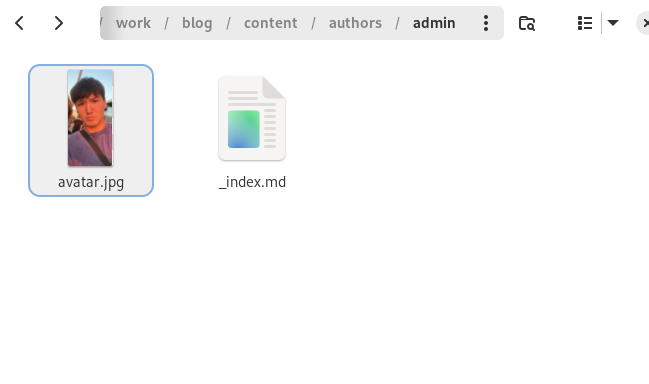 / work / blog / content / authors / admin
avatar.jpg
_index.md